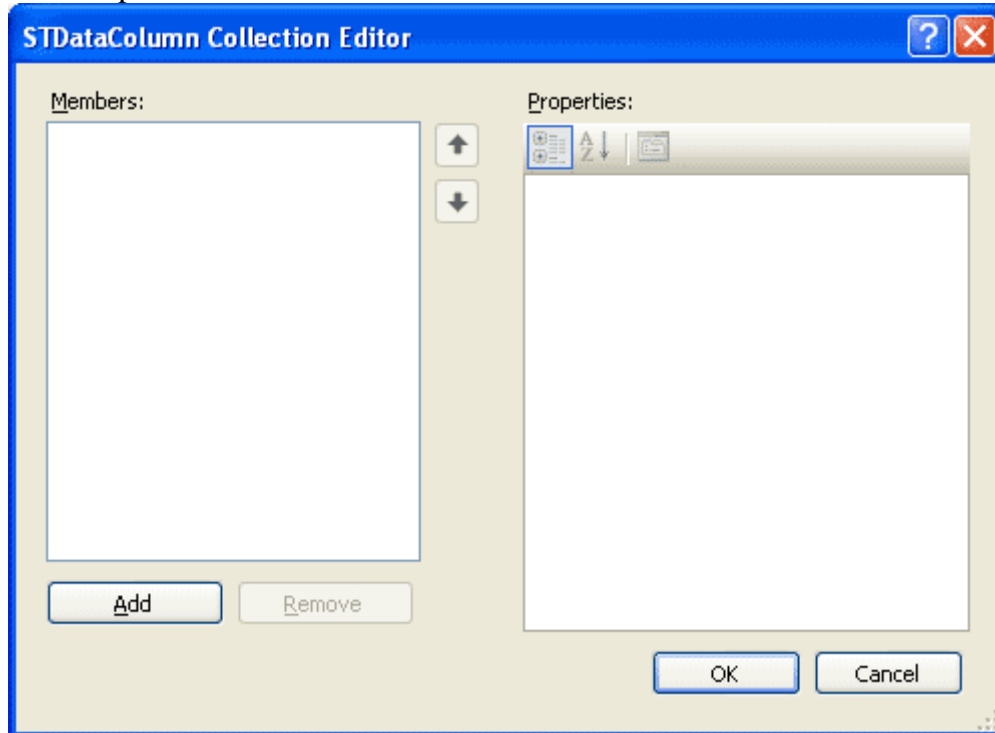 STDataColumn Collection Editor
Members:
Properties:
Add
Remove
OK
Cancel